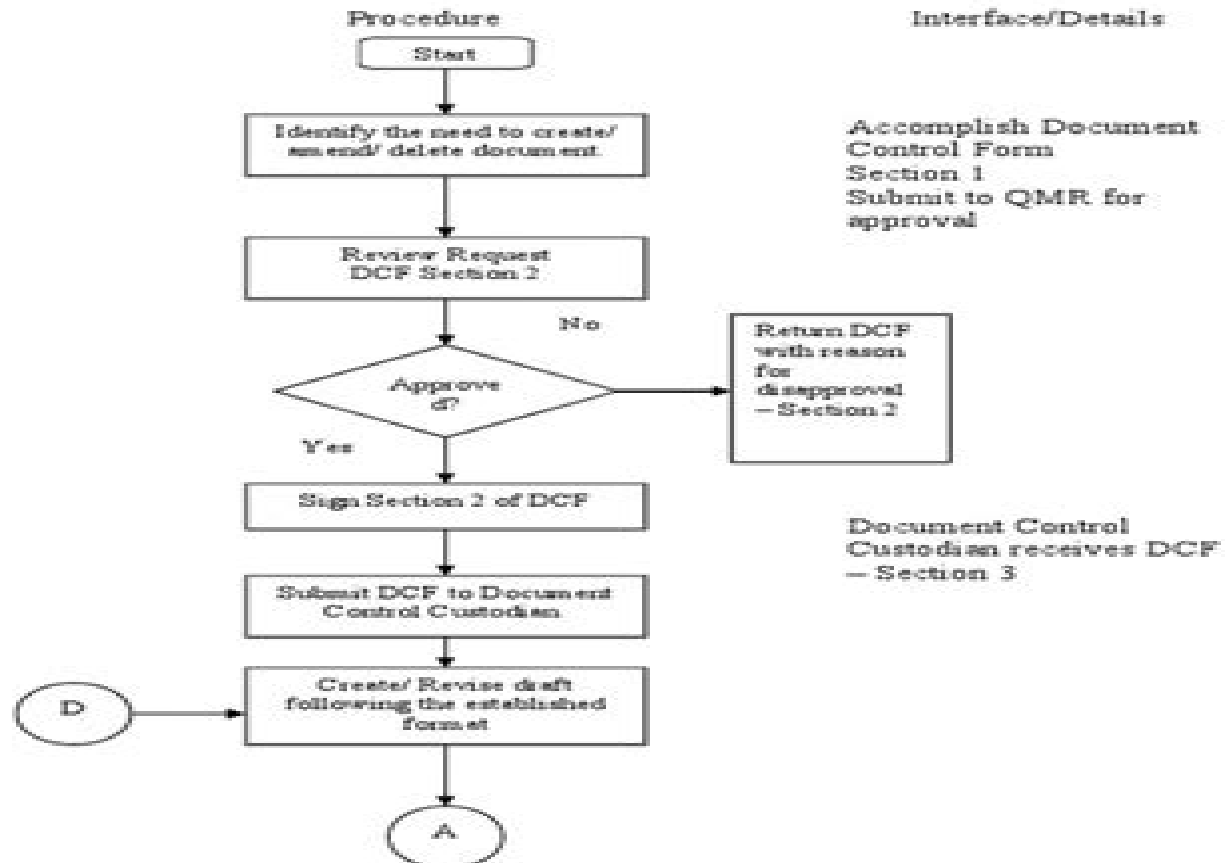 Procedure
Interface/Details
Start
Identify the need to create/
amend/ delete document
Accomplish Document
Control Form
Section 1
Submit to QMR for
approval
Review Request
DCF Section 2
No
Return DCF
with reason
for
disapproval
– Section 2
Approve
d?
Yes
Sign Section 2 of DCF
Document Control
Custodian receives DCF
– Section 3
Submit DCF to Document
Control Custodian
Create/ Revise draft
following the established
format
D
A